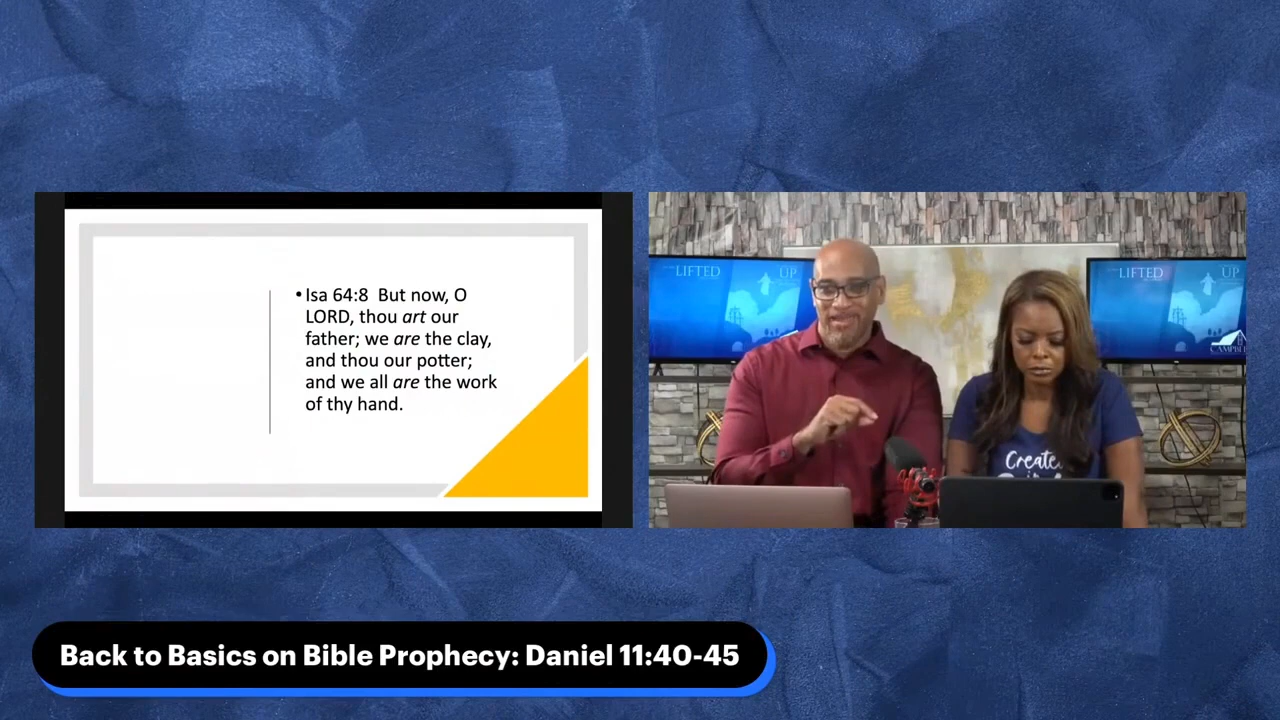 • Isa 64:8 But now, O
LORD, thou art our
father; we are the clay,
and thou our potter;
and we all are the work
of thy hand.
LIFTED UP
LIFTED UP
Created
Back to Basics on Bible Prophecy: Daniel 11:40-45